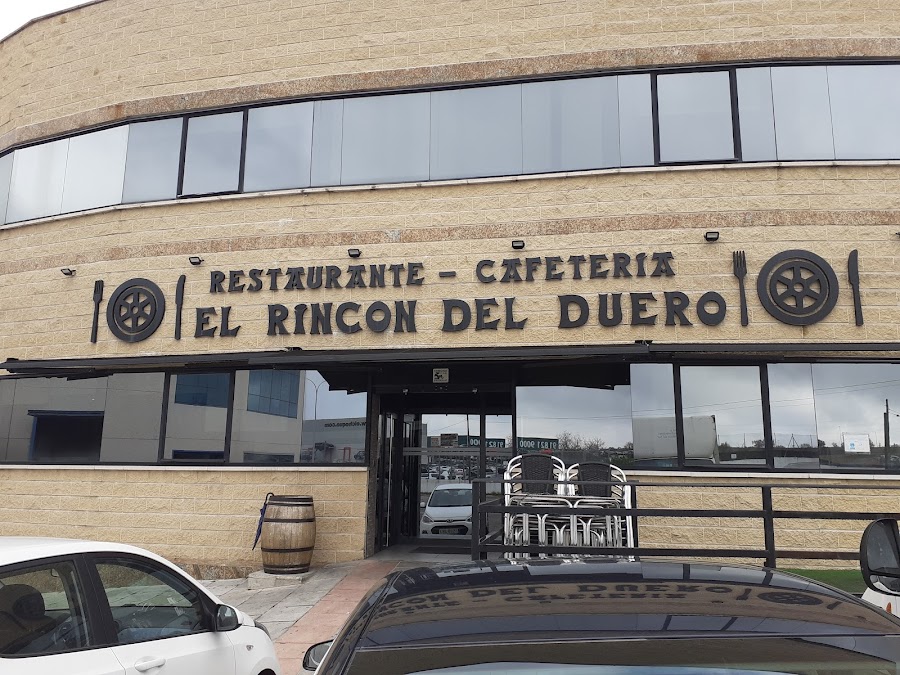 RESTAURANTE - CAFETERIA
EL RINCON DEL DUERO